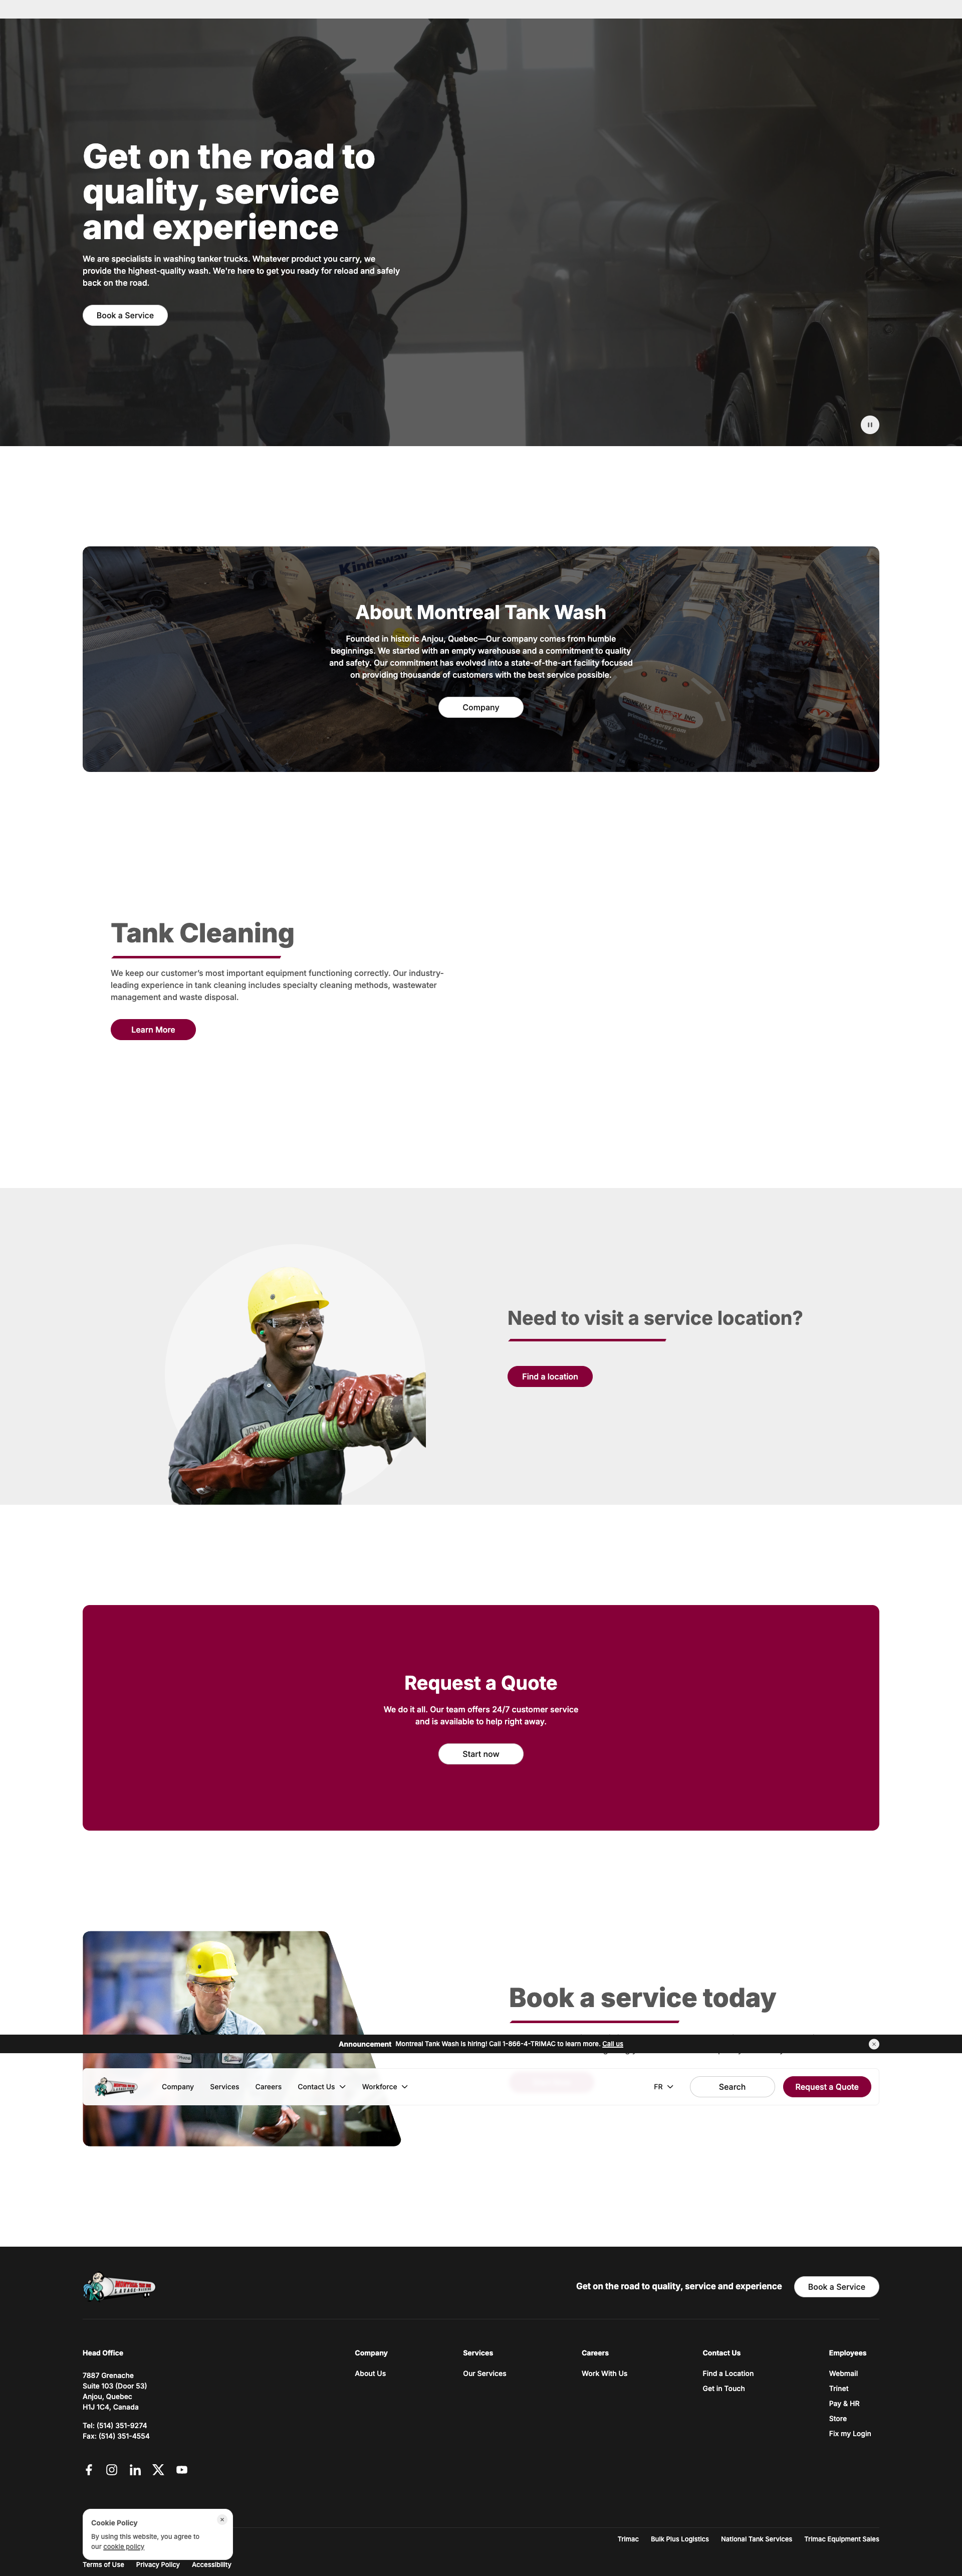 Get on the road to
quality, service
and experience
We are specialists in washing tanker trucks. Whatever product you carry, we
provide the highest-quality wash. We're here to get you ready for reload and safely
back on the road.
Book a Service
Kingsway
About Montreal Tank Wash
Founded in historic Anjou, Quebec—Our company comes from humble
beginnings. We started with an empty warehouse and a commitment to quality
and safety. Our commitment has evolved into a state-of-the-art facility focused
on providing thousands of customers with the best service possible.
Company
Tank Cleaning
We keep our customer's most important equipment functioning correctly. Our industry-
leading experience in tank cleaning includes specialty cleaning methods, wastewater
management and waste disposal.
Learn More
JOHN
Need to visit a service location?
Find a location
Request a Quote
We do it all. Our team offers 24/7 customer service
and is available to help right away.
Start now
Book a service today
Announcement Montreal Tank Wash is hiring! Call 1-866-4-TRIMAC to learn more. Call us
Company Services Careers Contact Us Workforce FR Search Request a Quote
Get on the road to quality, service and experience
Book a Service
Head Office
7887 Grenache
Suite 103 (Door 53)
Anjou, Quebec
H1J 1C4, Canada
Tel: (514) 351-9274
Fax: (514) 351-4554
Company
About Us
Services
Our Services
Careers
Work With Us
Contact Us
Find a Location
Get in Touch
Employees
Webmail
Trinet
Pay & HR
Store
Fix my Login
Cookie Policy
By using this website, you agree to
our cookie policy
Trimac Bulk Plus Logistics National Tank Services Trimac Equipment Sales
Terms of Use Privacy Policy Accessibility